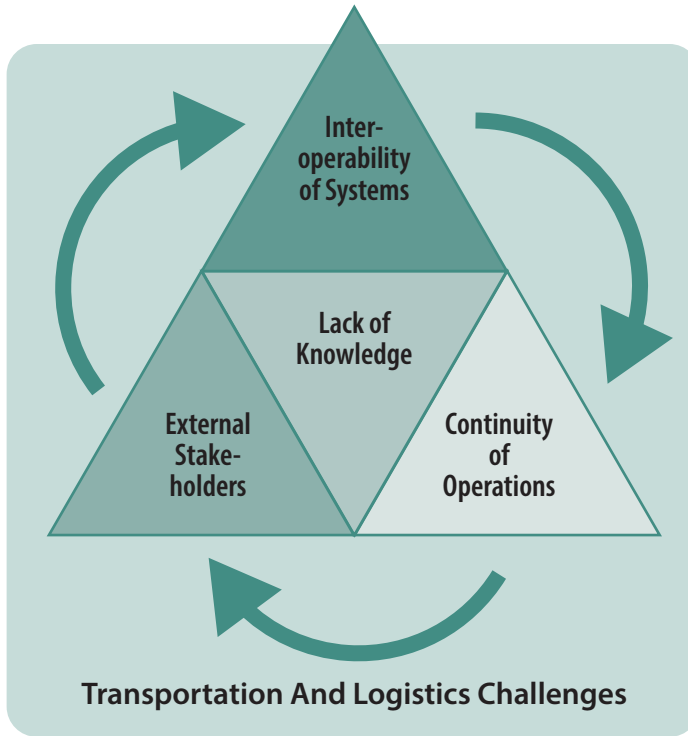 Inter-
operability
of Systems
Lack of
Knowledge
External
Stake-
holders
Continuity
of
Operations
Transportation And Logistics Challenges